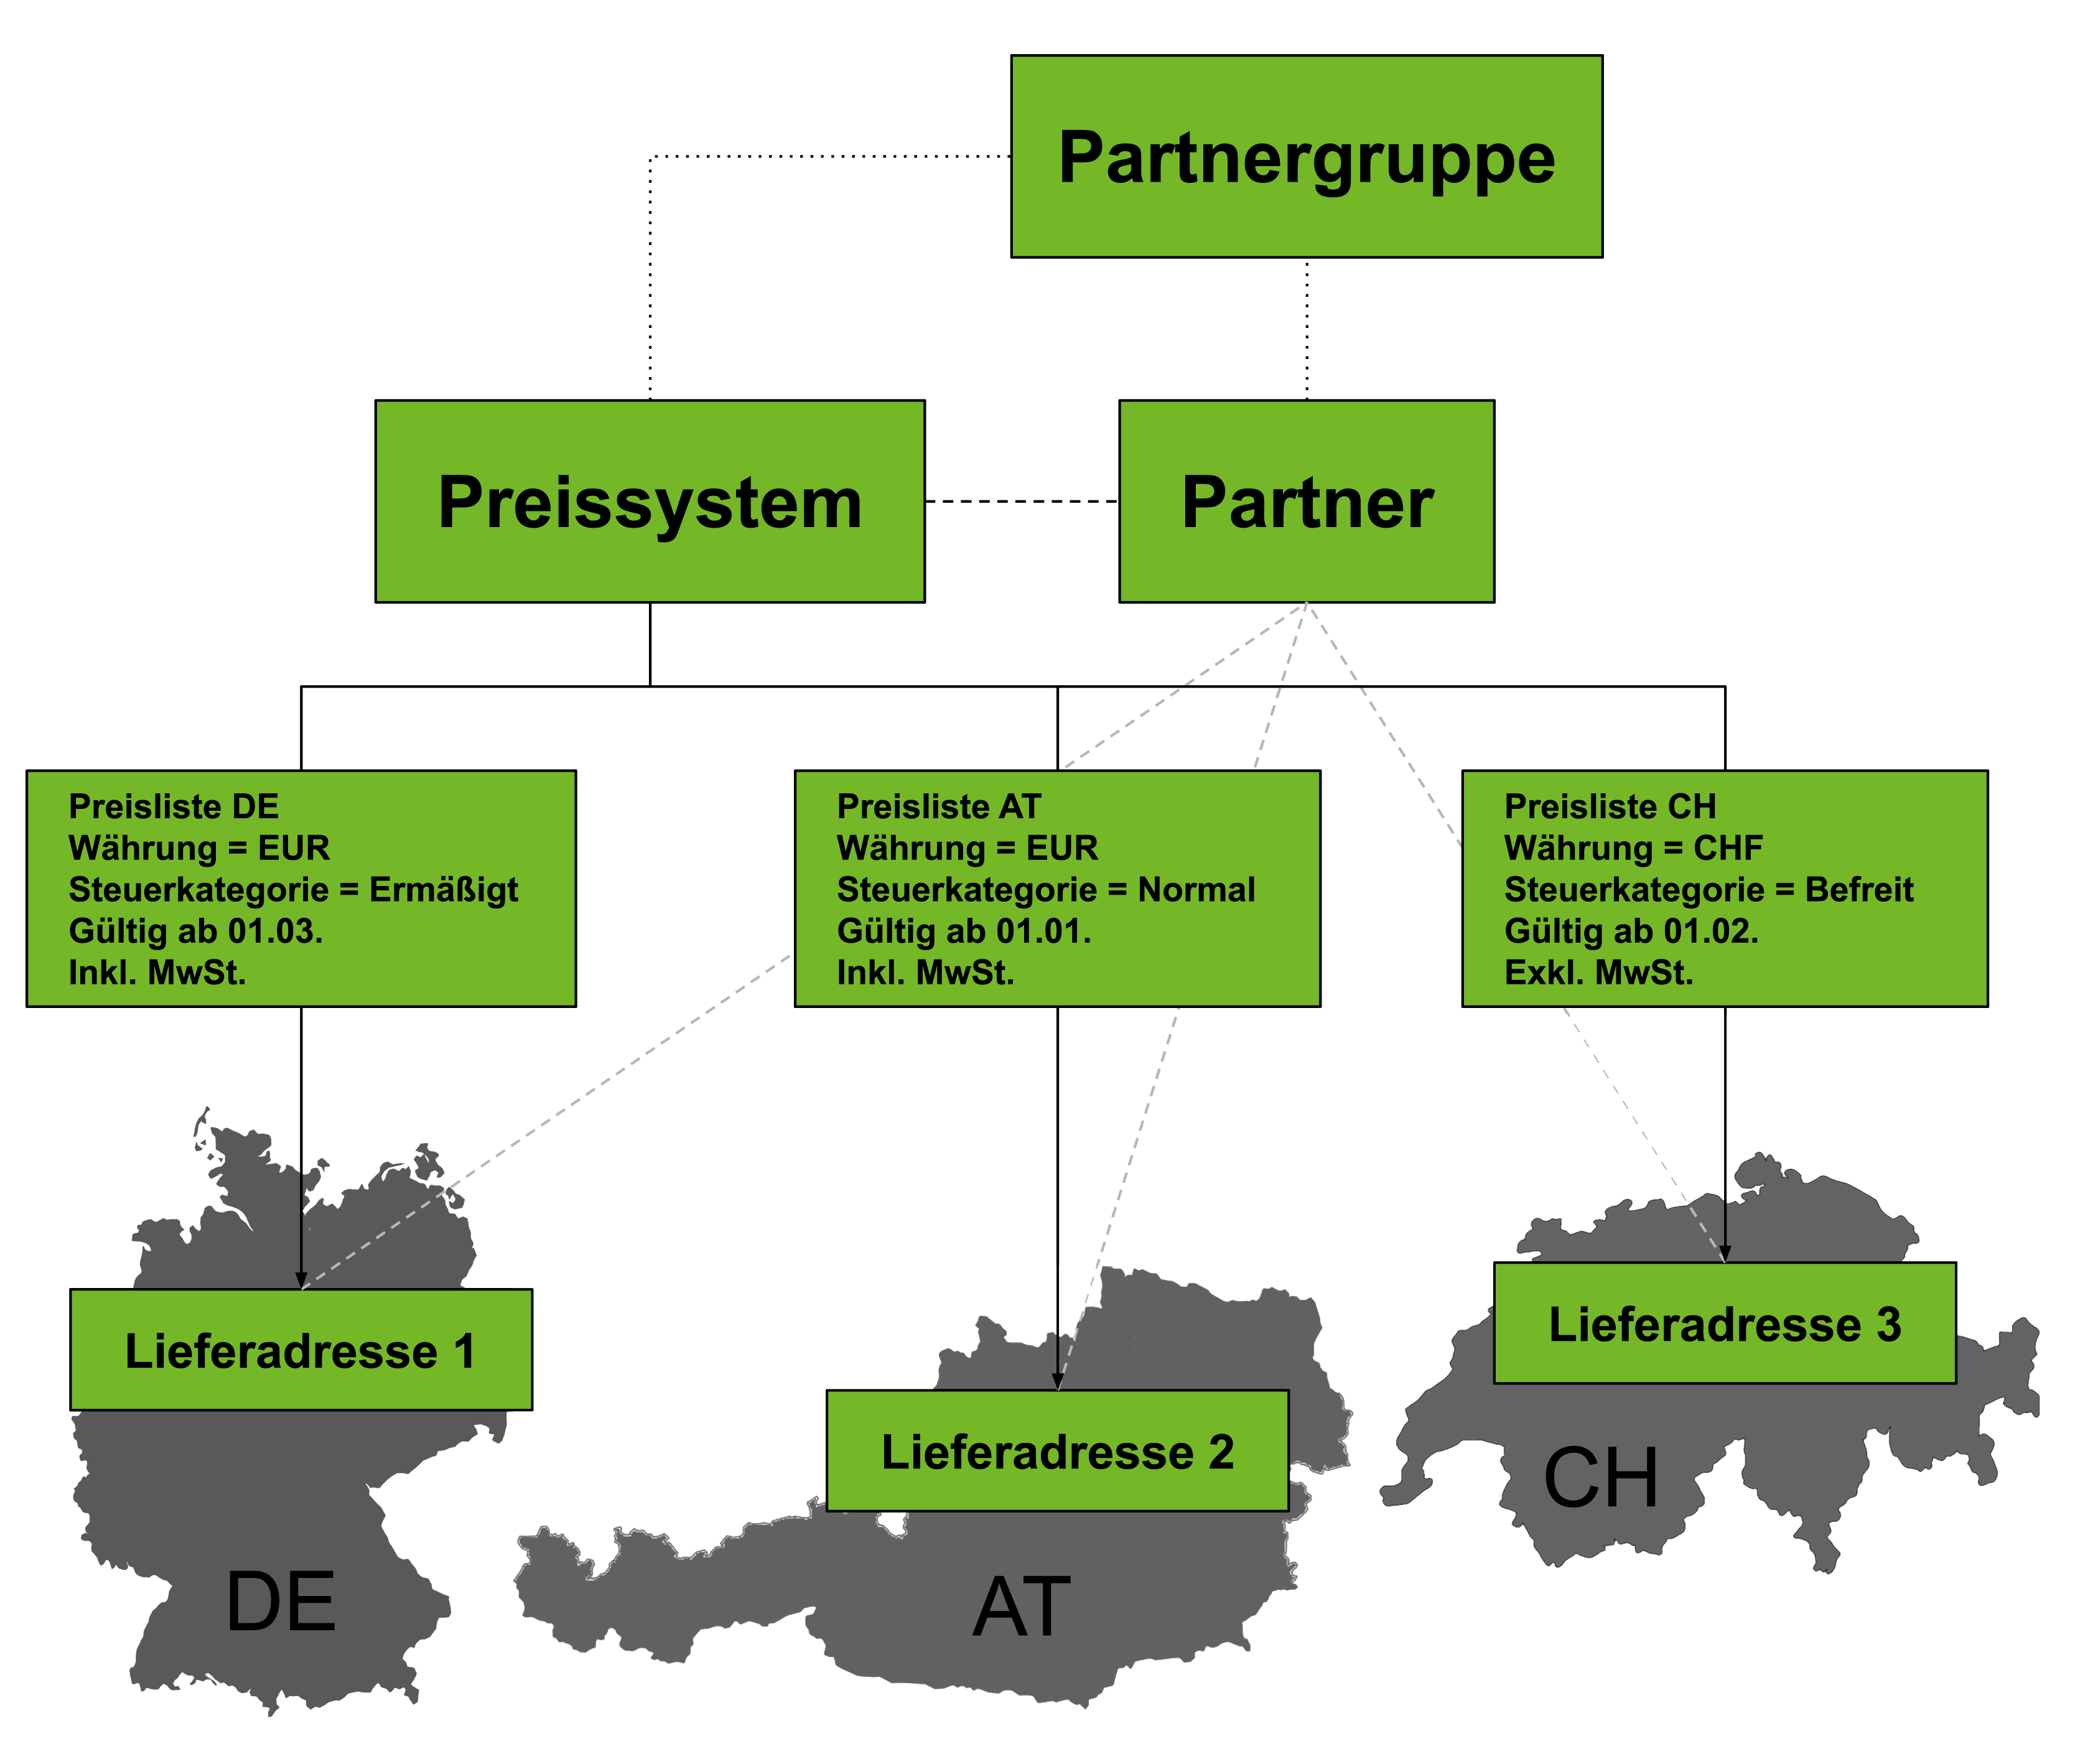 Partnergruppe
Preissystem
Partner
Preisliste DE
Währung = EUR
Steuerkategorie = Ermäßigt
Gültig ab 01.03.
Inkl. MwSt.
Preisliste AT
Währung = EUR
Steuerkategorie = Normal
Gültig ab 01.01.
Inkl. MwSt.
Preisliste CH
Währung = CHF
Steuerkategorie = Befreit
Gültig ab 01.02.
Exkl. MwSt.
Lieferadresse 1
Lieferadresse 2
Lieferadresse 3
DE
AT
CH